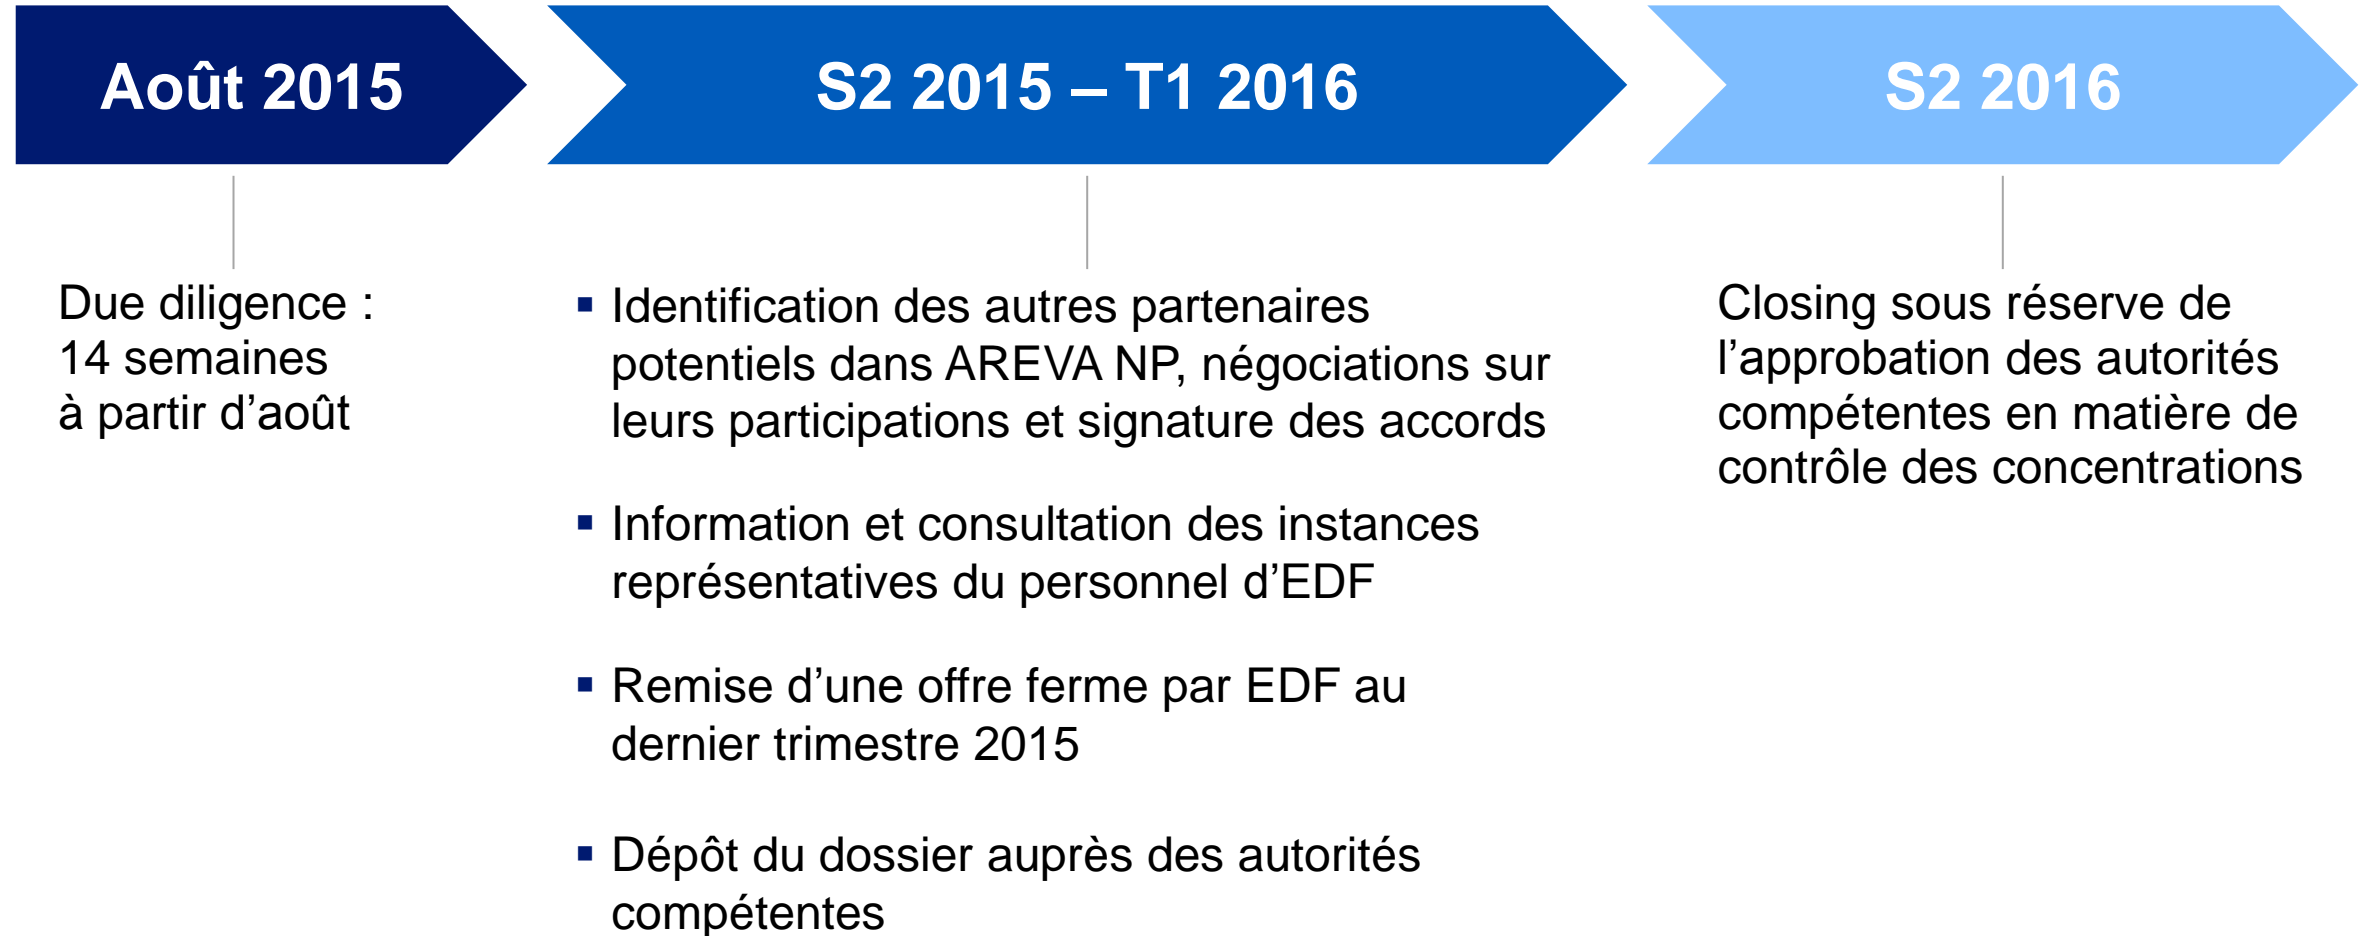 Août 2015
S2 2015 – T1 2016
S2 2016
Due diligence :
14 semaines
à partir d’août
▪ Identification des autres partenaires
potentiels dans AREVA NP, négociations sur
leurs participations et signature des accords
▪ Information et consultation des instances
représentatives du personnel d’EDF
▪ Remise d’une offre ferme par EDF au
dernier trimestre 2015
▪ Dépôt du dossier auprès des autorités
compétentes
Closing sous réserve de
l’approbation des autorités
compétentes en matière de
contrôle des concentrations